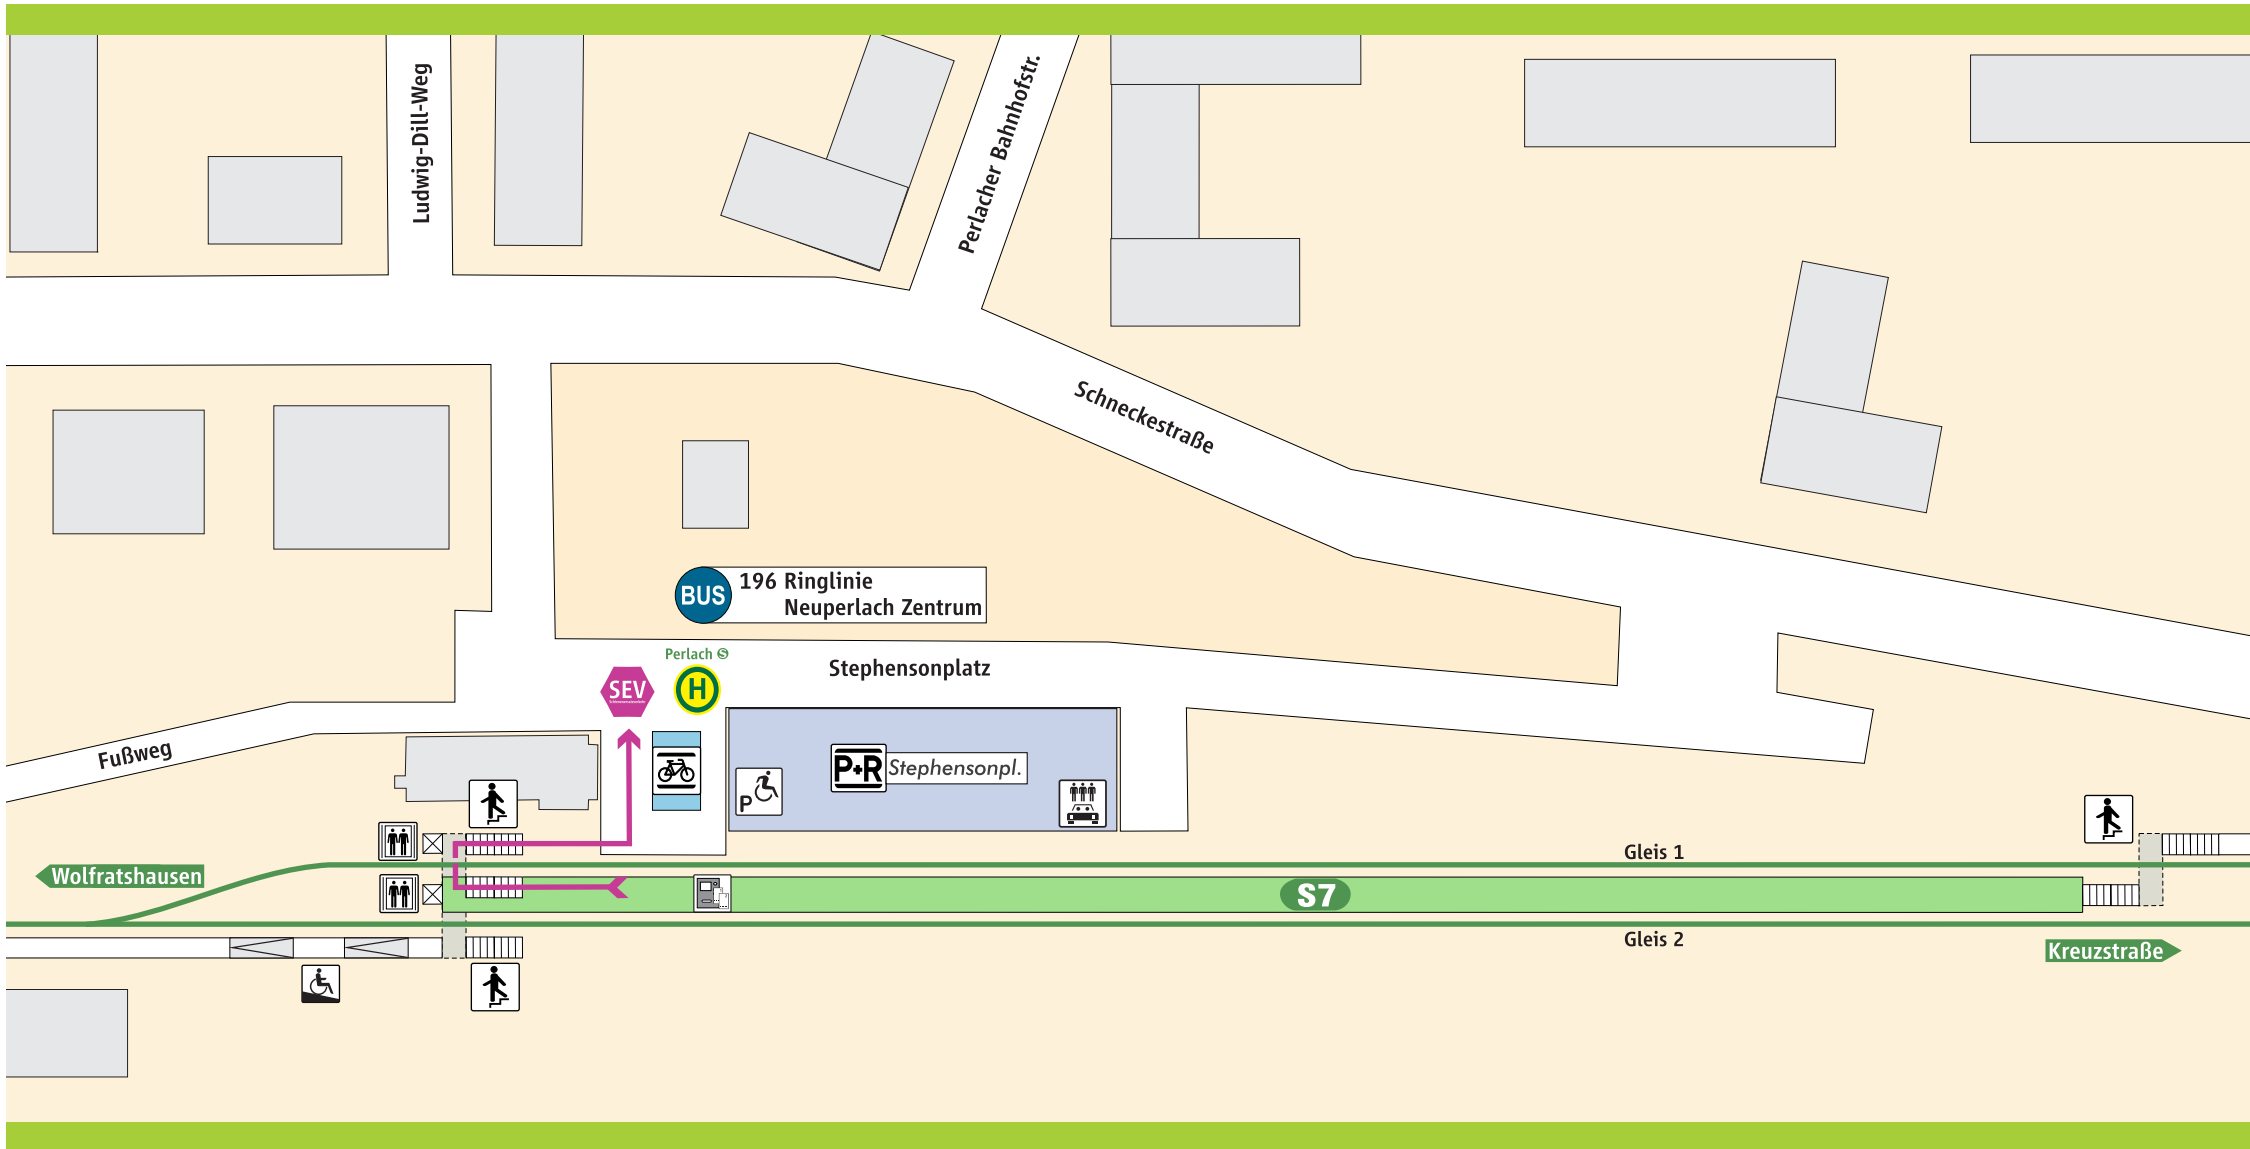 Ludwig-Dill-Weg
Perlacher Bahnhofstr.
Schneckestraße
BUS
196 Ringlinie
Neuperlach Zentrum
Perlach S
SEV
H
Stephensonplatz
Fußweg
P
P+R
Stephensonpl.
Gleis 1
Wolfratshausen
S7
Gleis 2
Kreuzstraße